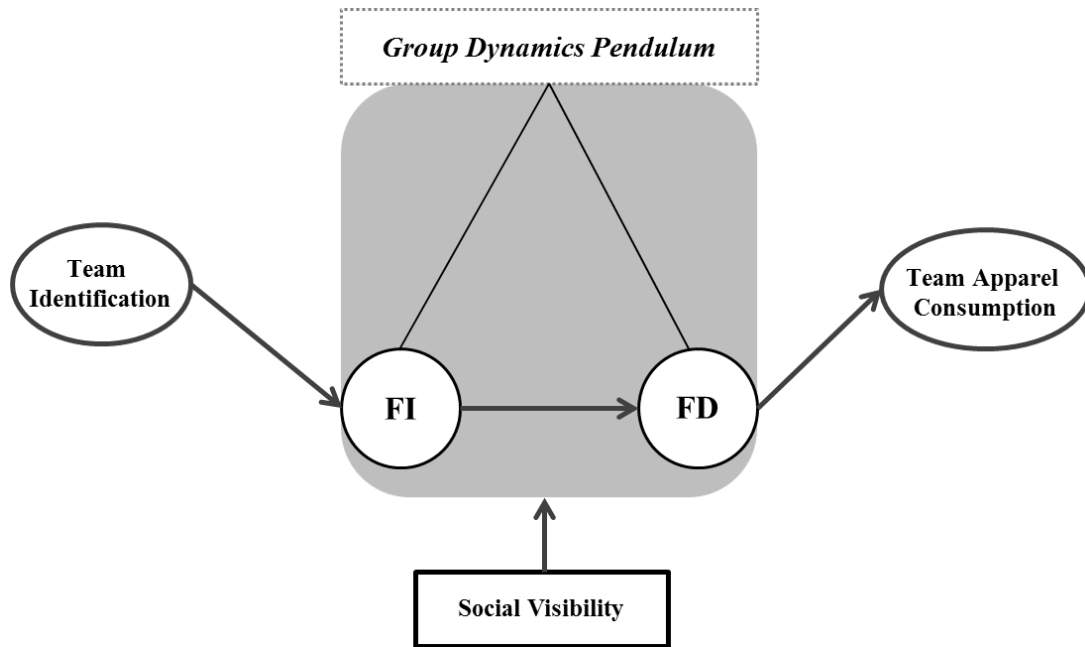 Group Dynamics Pendulum
Team
Identification
Team Apparel
Consumption
FI
FD
Social Visibility